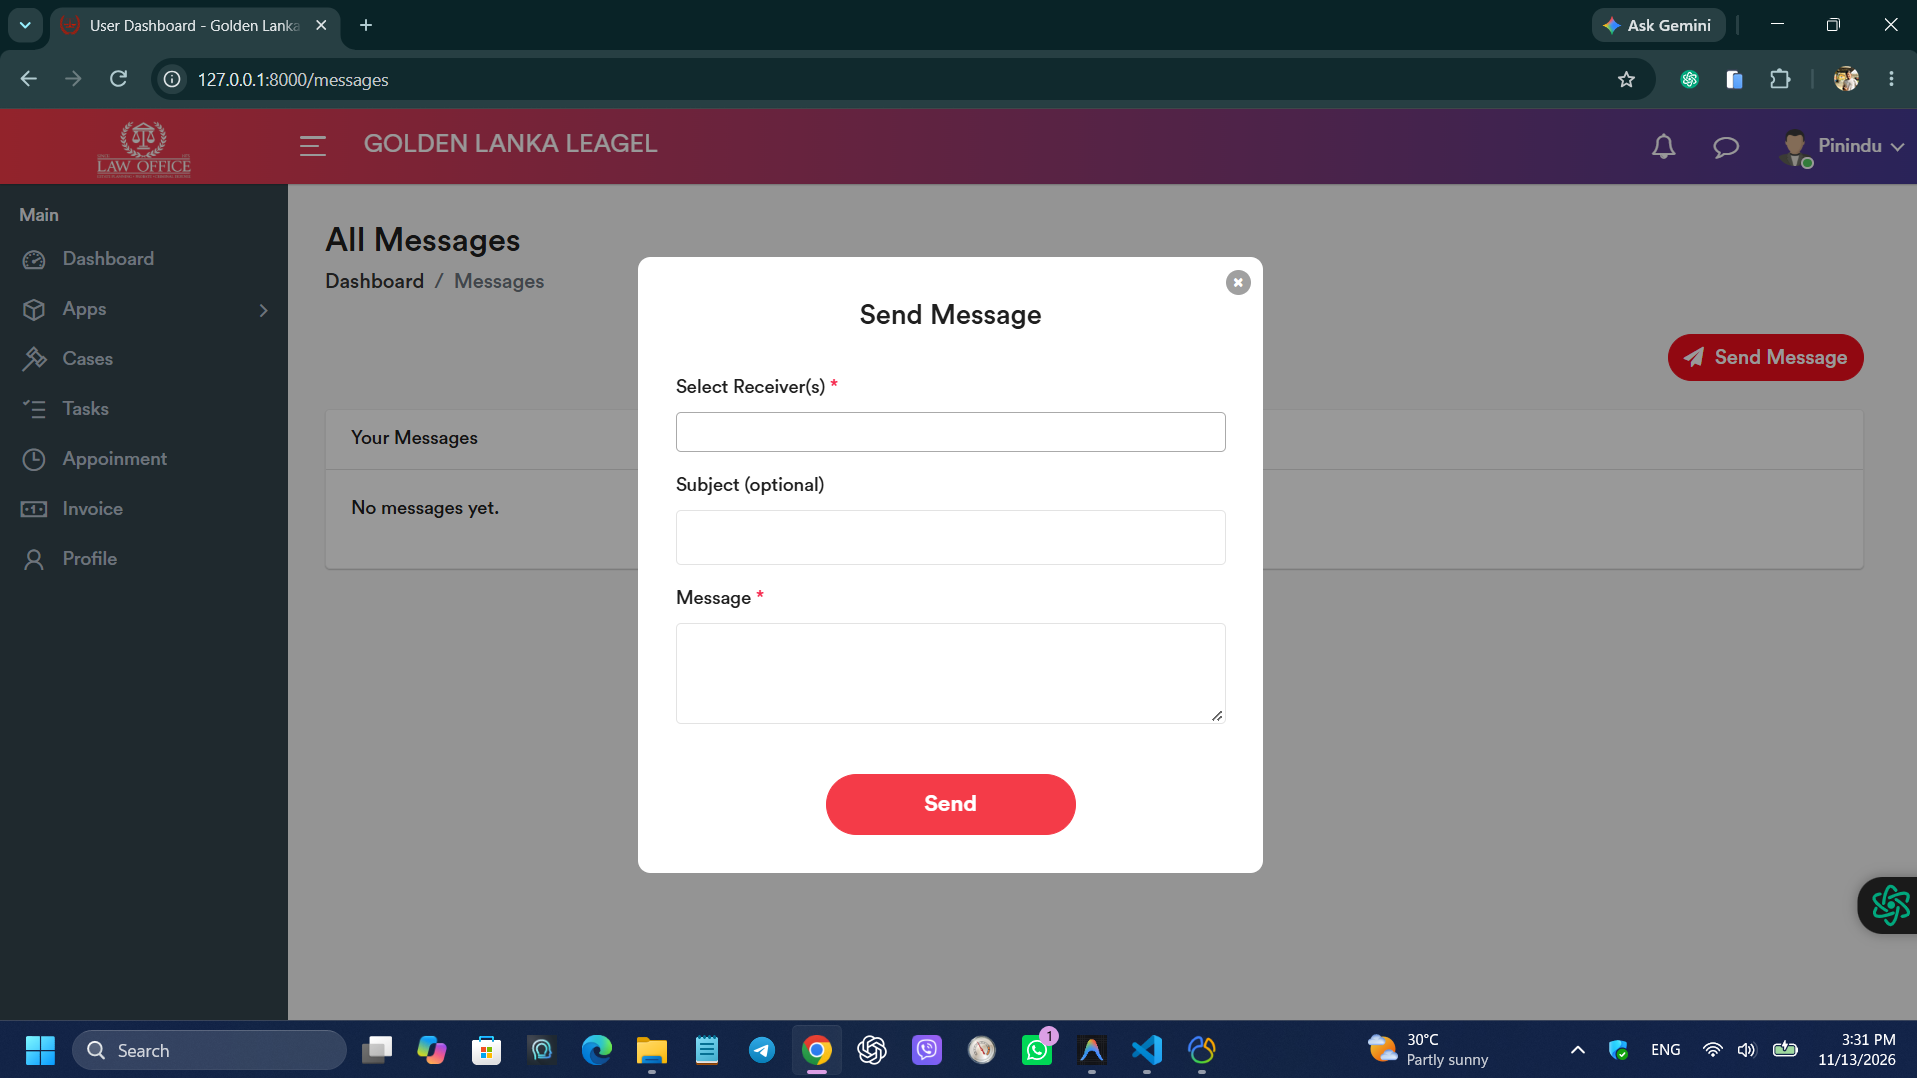 User Dashboard - Golden Lanka
Ask Gemini
127.0.0.1:8000/messages
LAW OFFICE
GOLDEN LANKA LEAGEL
Pinindu
Main
Dashboard
Apps
Cases
Tasks
Appoinment
Invoice
Profile
All Messages
Dashboard / Messages
Send Message
Your Messages
No messages yet.
Send Message
Select Receiver(s) *
Subject (optional)
Message *
Send
Search
1
30°C
Partly sunny
ENG
3:31 PM
11/13/2026